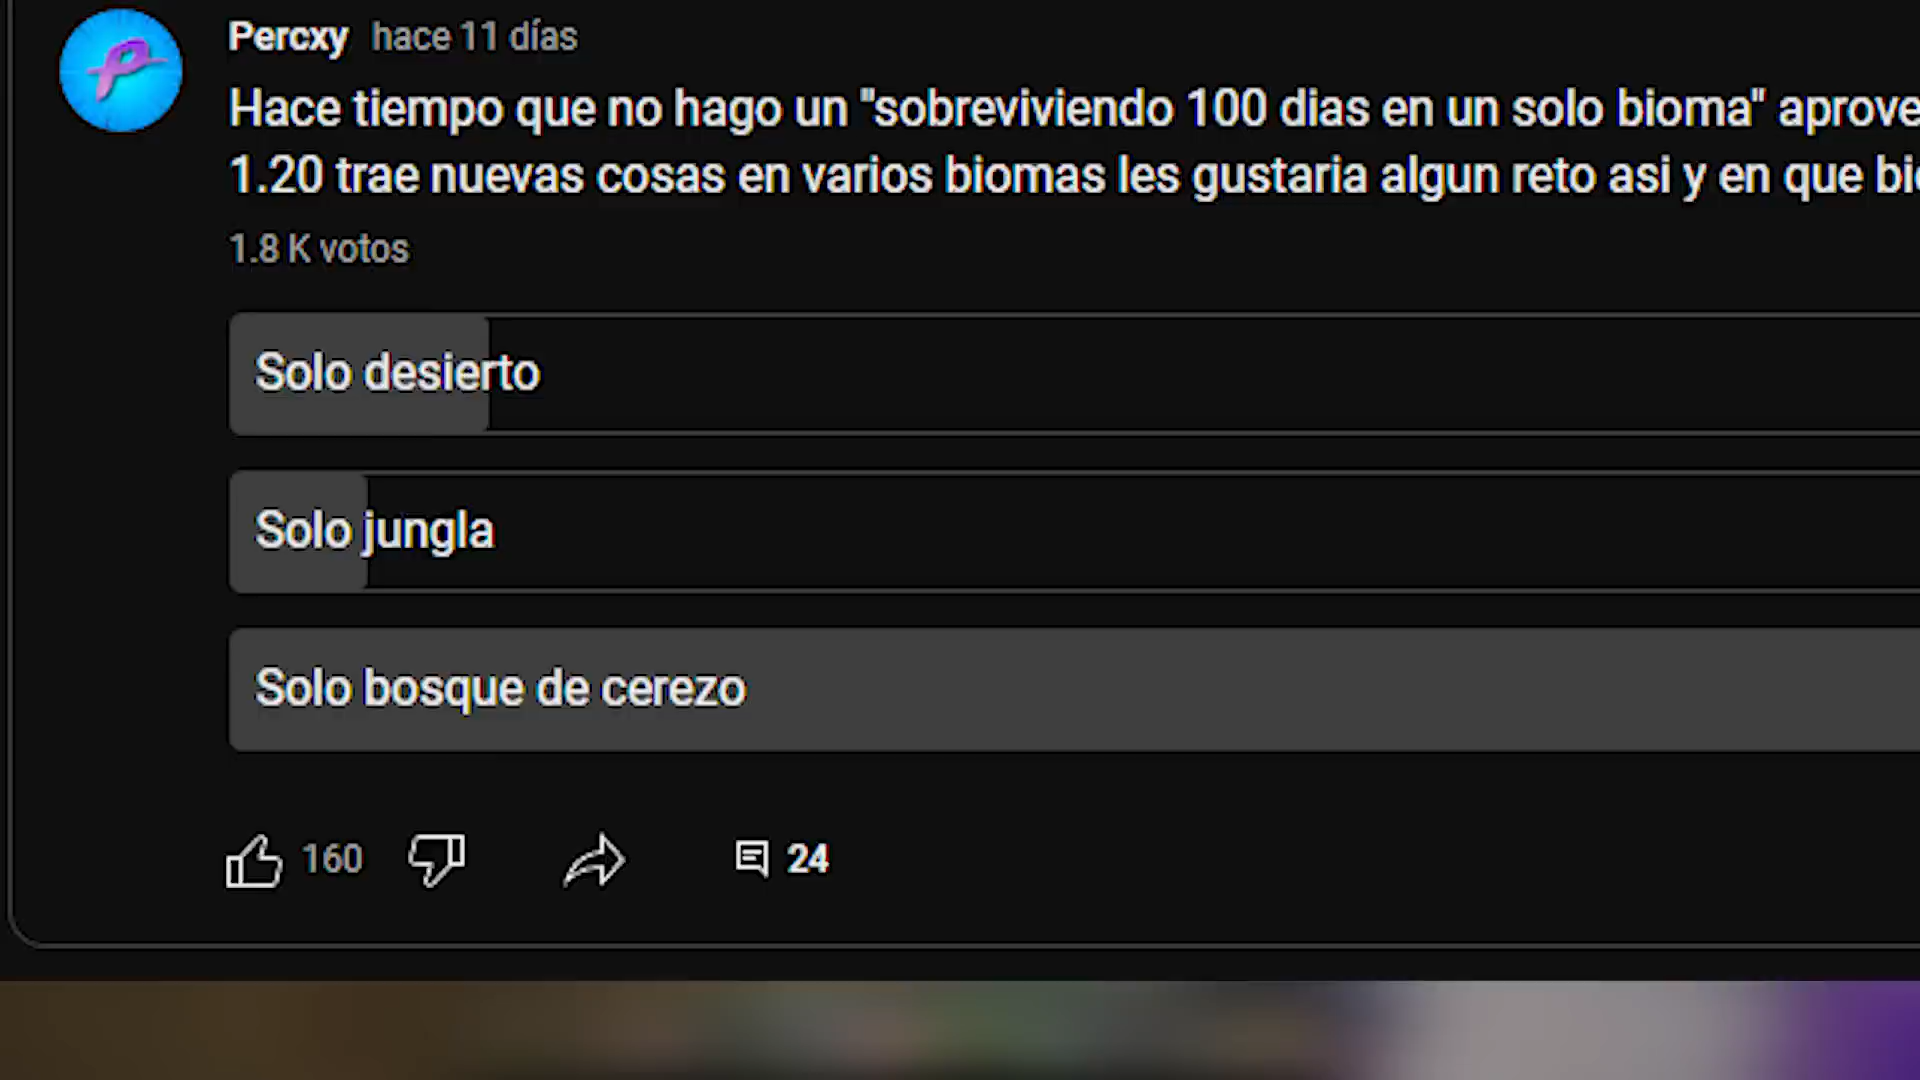 Percxy hace 11 días
Hace tiempo que no hago un "sobreviviendo 100 dias en un solo bioma" aprove
1.20 trae nuevas cosas en varios biomas les gustaria algun reto asi y en que bi
1.8 K votos
Solo desierto
Solo jungla
Solo bosque de cerezo
160 24